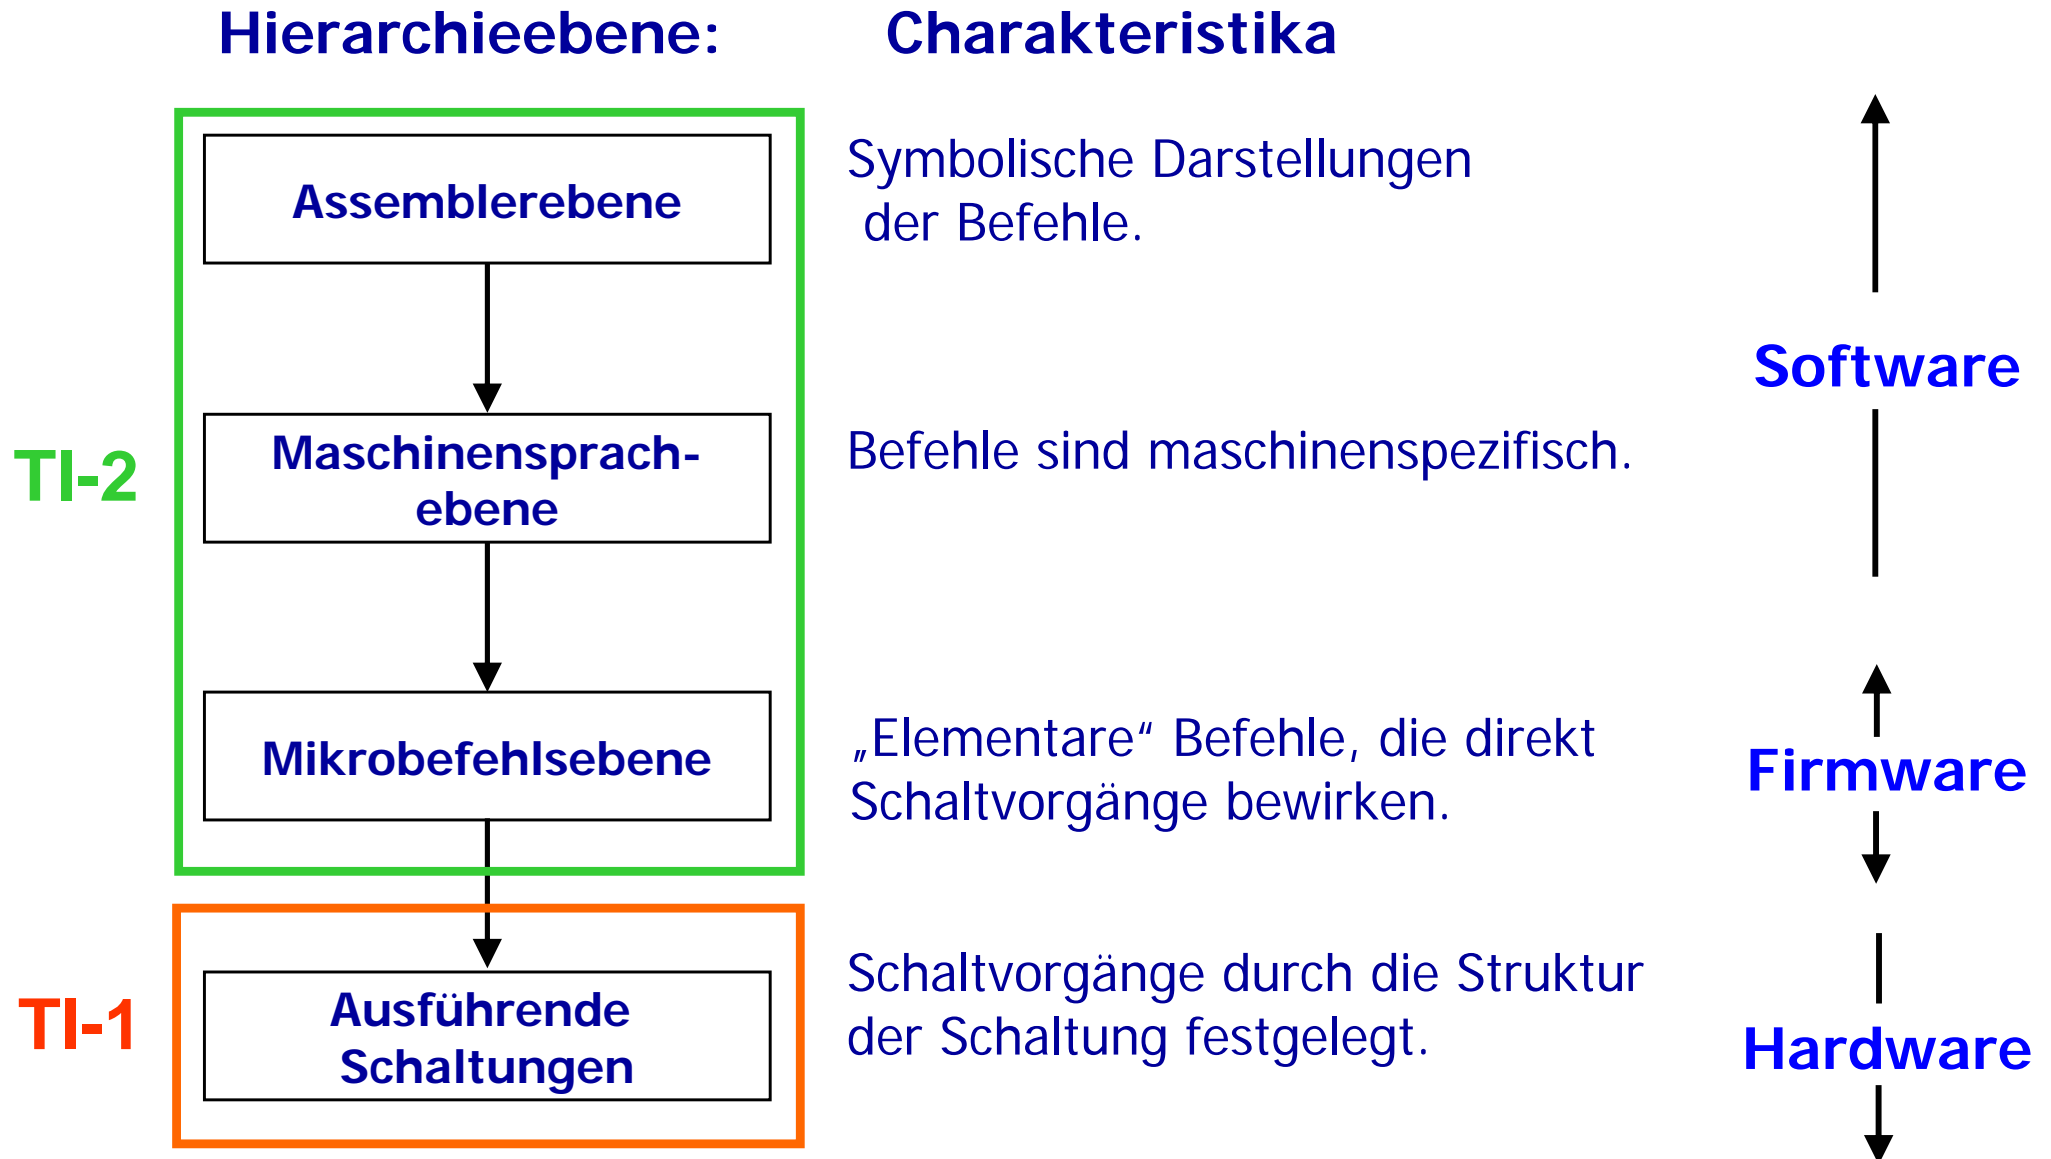 Hierarchieebene: Charakteristika
Assemblerebene
Symbolische Darstellungen
der Befehle.
Software
TI-2
Maschinensprach-
ebene
Befehle sind maschinenspezifisch.
Mikrobefehlsebene
„Elementare“ Befehle, die direkt
Schaltvorgänge bewirken.
Firmware
TI-1
Ausführende
Schaltungen
Schaltvorgänge durch die Struktur
der Schaltung festgelegt.
Hardware